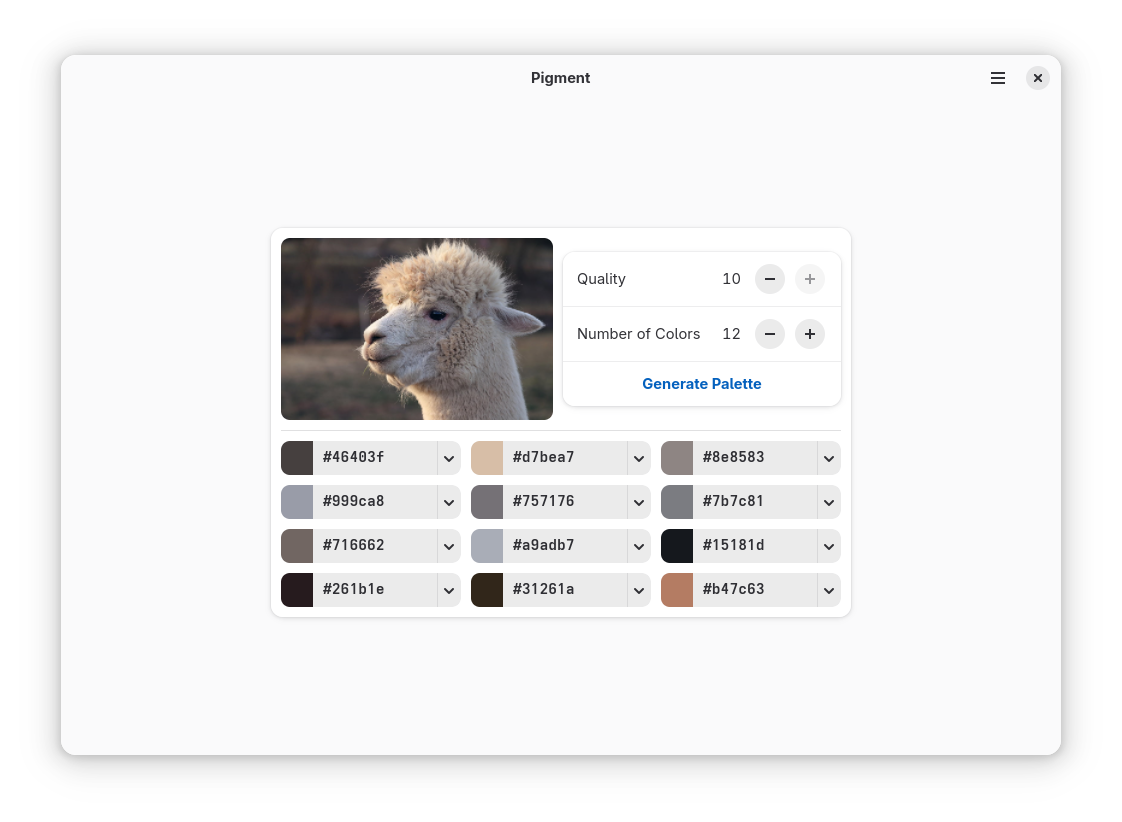 Pigment
Quality 10
Number of Colors 12
Generate Palette
#46403f #d7bea7 #8e8583
#999ca8 #757176 #7b7c81
#716662 #a9adb7 #15181d
#261b1e #31261a #b47c63